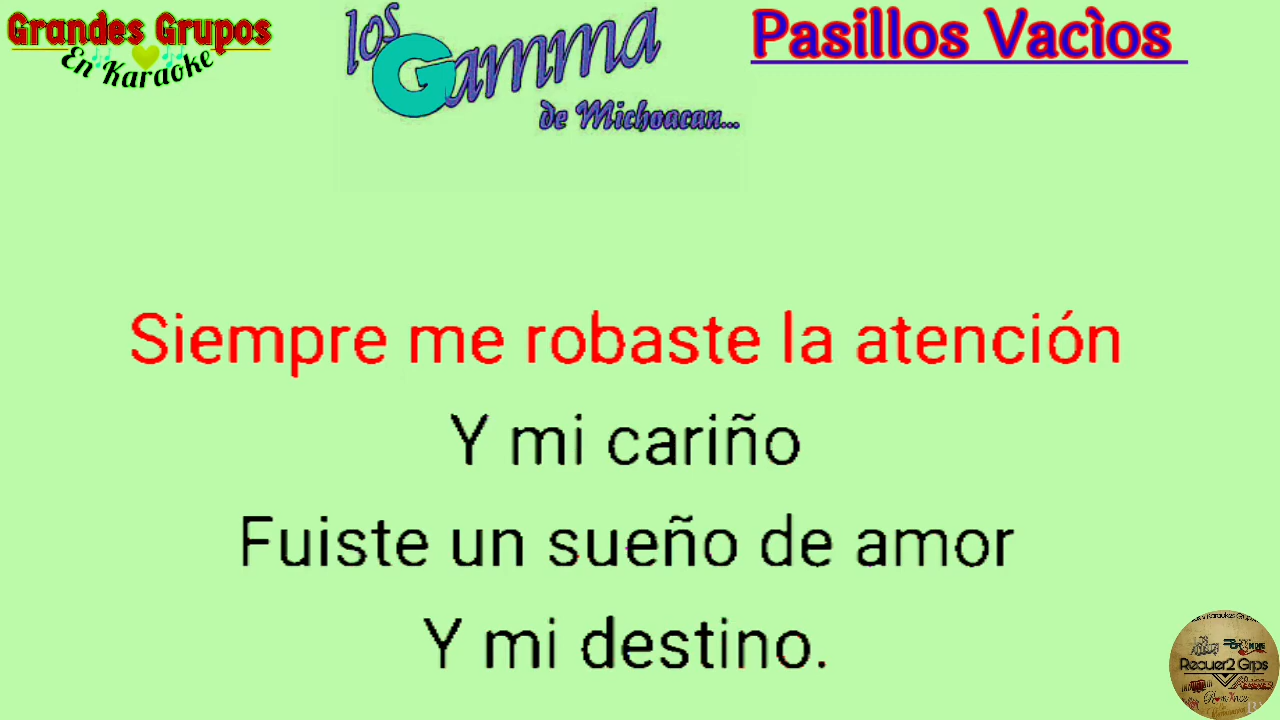 Grandes Grupos
En Karaoke
los Gamma
de Michoacan...
Pasillos Vacìos
Siempre me robaste la atención
Y mi cariño
Fuiste un sueño de amor
Y mi destino.
Recuer2 Grps